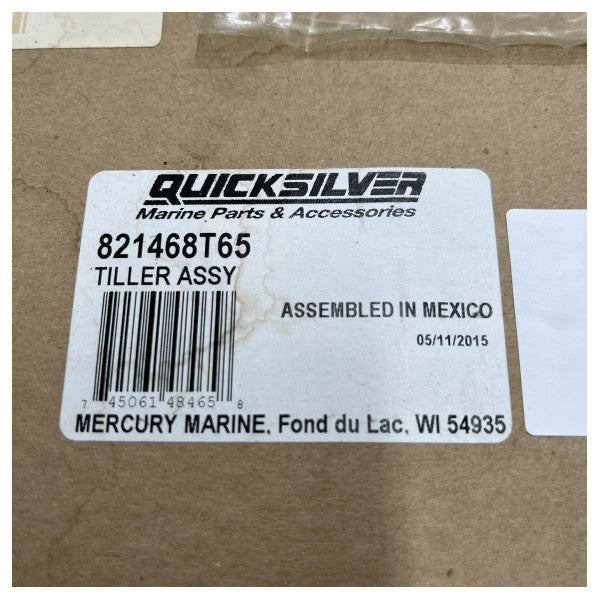 QUICKSILVER
Marine Parts & Accessories
821468T65
TILLER ASSY
ASSEMBLED IN MEXICO
05/11/2015
7 45061 48465 8
MERCURY MARINE, Fond du Lac, WI 54935